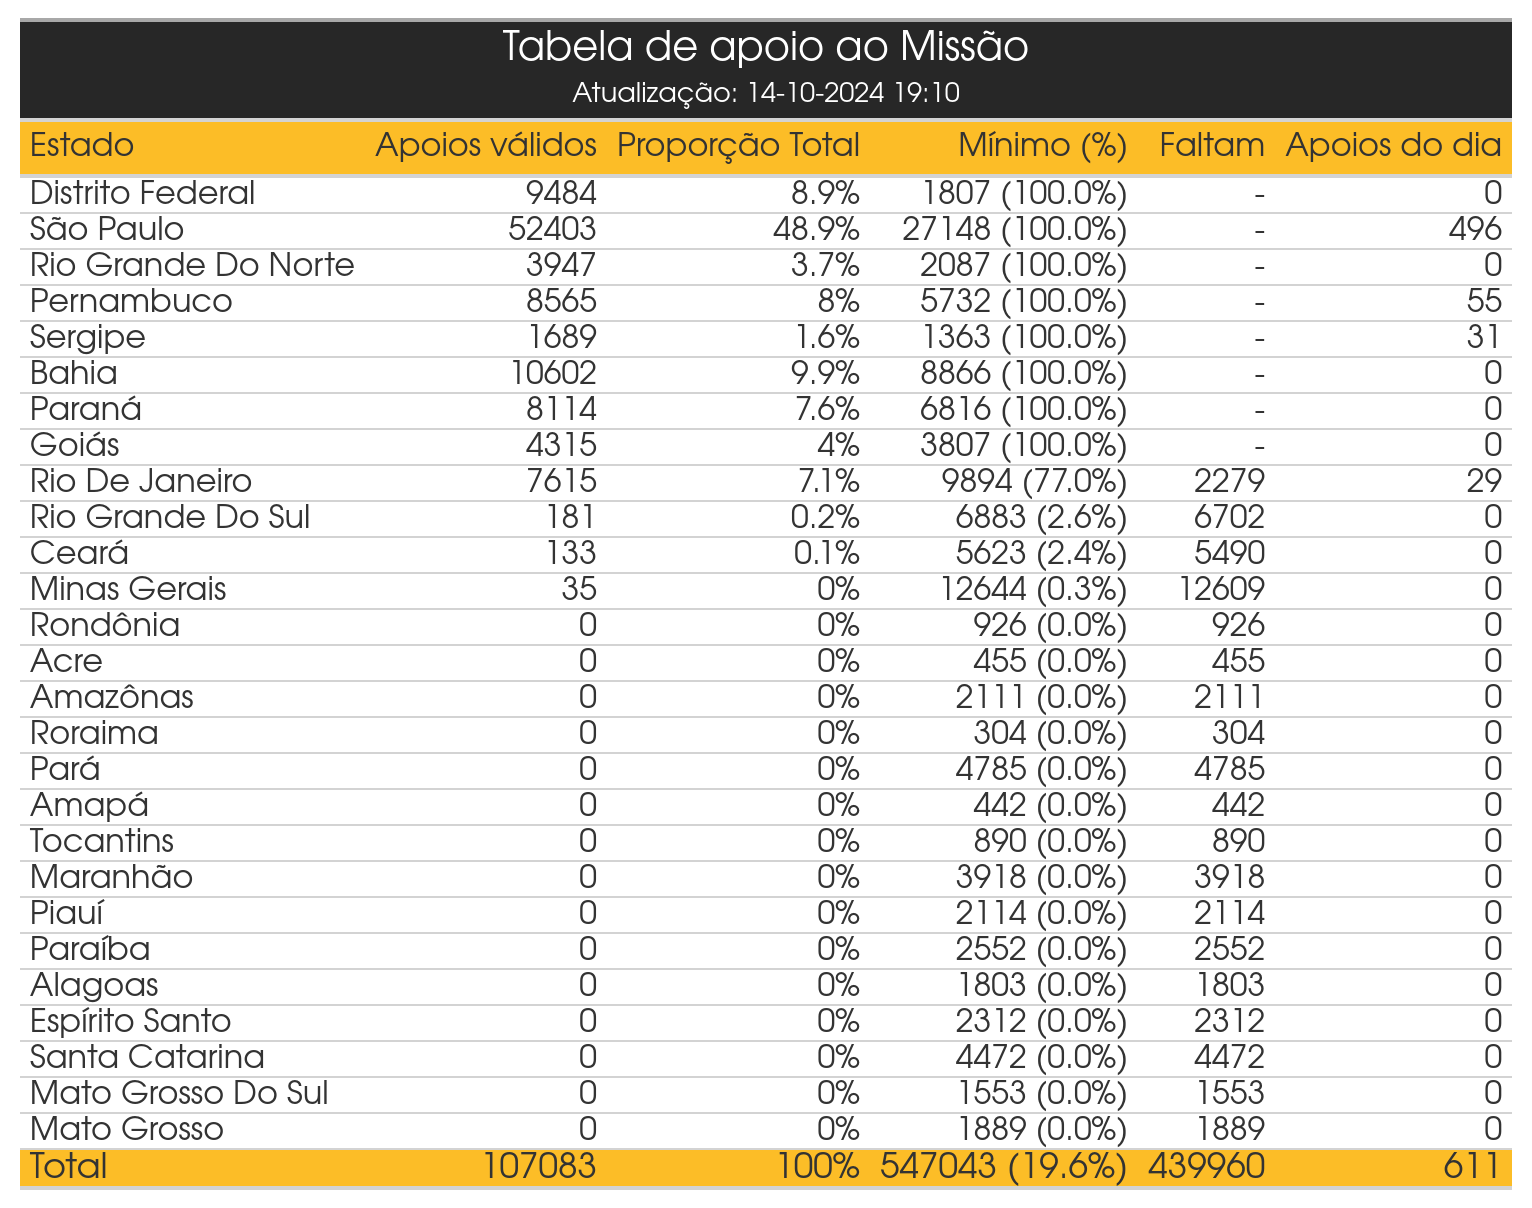 Tabela de apoio ao Missão
Atualização: 14-10-2024 19:10
Estado Apoios válidos Proporção Total Mínimo (%) Faltam Apoios do dia
Distrito Federal 9484 8.9% 1807 (100.0%) - 0
São Paulo 52403 48.9% 27148 (100.0%) - 496
Rio Grande Do Norte 3947 3.7% 2087 (100.0%) - 0
Pernambuco 8565 8% 5732 (100.0%) - 55
Sergipe 1689 1.6% 1363 (100.0%) - 31
Bahia 10602 9.9% 8866 (100.0%) - 0
Paraná 8114 7.6% 6816 (100.0%) - 0
Goiás 4315 4% 3807 (100.0%) - 0
Rio De Janeiro 7615 7.1% 9894 (77.0%) 2279 29
Rio Grande Do Sul 181 0.2% 6883 (2.6%) 6702 0
Ceará 133 0.1% 5623 (2.4%) 5490 0
Minas Gerais 35 0% 12644 (0.3%) 12609 0
Rondônia 0 0% 926 (0.0%) 926 0
Acre 0 0% 455 (0.0%) 455 0
Amazônas 0 0% 2111 (0.0%) 2111 0
Roraima 0 0% 304 (0.0%) 304 0
Pará 0 0% 4785 (0.0%) 4785 0
Amapá 0 0% 442 (0.0%) 442 0
Tocantins 0 0% 890 (0.0%) 890 0
Maranhão 0 0% 3918 (0.0%) 3918 0
Piauí 0 0% 2114 (0.0%) 2114 0
Paraíba 0 0% 2552 (0.0%) 2552 0
Alagoas 0 0% 1803 (0.0%) 1803 0
Espírito Santo 0 0% 2312 (0.0%) 2312 0
Santa Catarina 0 0% 4472 (0.0%) 4472 0
Mato Grosso Do Sul 0 0% 1553 (0.0%) 1553 0
Mato Grosso 0 0% 1889 (0.0%) 1889 0
Total 107083 100% 547043 (19.6%) 439960 611